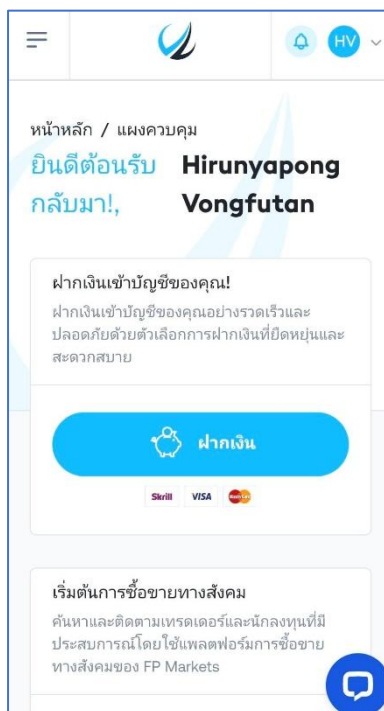 HV
หน้าหลัก / แผงควบคุม
ยินดีต้อนรับ Hirunyapong
กลับมา!, Vongfutan
ฝากเงินเข้าบัญชีของคุณ!
ฝากเงินเข้าบัญชีของคุณอย่างรวดเร็วและ
ปลอดภัยด้วยตัวเลือกการฝากเงินที่ยืดหยุ่นและ
สะดวกสบาย
ฝากเงิน
Skrill VISA
เริ่มต้นการซื้อขายทางสังคม
ค้นหาและติดตามเทรดเดอร์และนักลงทุนที่มี
ประสบการณ์โดยใช้แพลตฟอร์มการซื้อขาย
ทางสังคมของ FP Markets